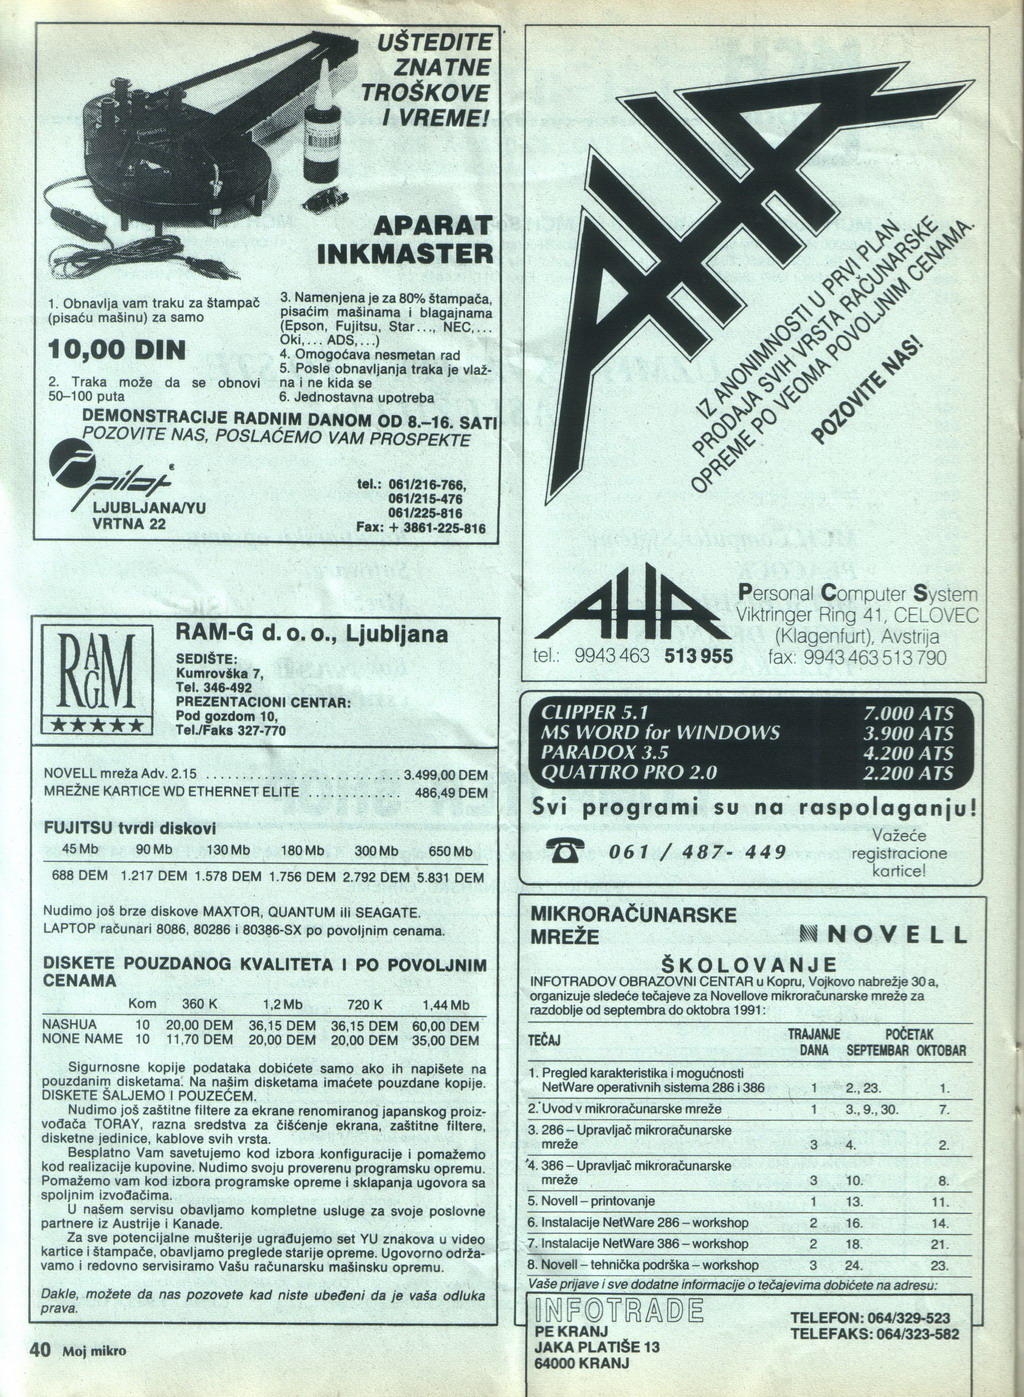 UŠTEDITE
ZNATNE
TROŠKOVE
I VREME!
APARAT
INKMASTER
1. Obnavlja vam traku za štampač
(pisaću mašinu) za samo
10,00 DIN
2. Traka može da se obnovi
50–100 puta
3. Namenjena je za 80% štampača,
pisaćim mašinama i blagajnama
(Epson, Fujitsu, Star..., NEC,...
Oki,... ADS,...)
4. Omogoćava nesmetan rad
5. Posle obnavljanja traka je vlaž-
na i ne kida se
6. Jednostavna upotreba
DEMONSTRACIJE RADNIM DANOM OD 8.–16. SATI
POZOVITE NAS, POSLAĆEMO VAM PROSPEKTE
pilot
LJUBLJANA/YU
VRTNA 22
tel.: 061/216-766,
061/215-476
061/225-816
Fax: + 3861-225-816
RAM
G
RAM-G d.o.o., Ljubljana
SEDIŠTE:
Kumrovška 7,
Tel. 346-492
PREZENTACIONI CENTAR:
Pod gozdom 10,
Tel./Faks 327-770
NOVELL mreža Adv. 2.15 ........................... 3.499,00 DEM
MREŽNE KARTICE WD ETHERNET ELITE ............. 486,49 DEM
FUJITSU tvrdi diskovi
45 Mb 90 Mb 130 Mb 180 Mb 300 Mb 650 Mb
688 DEM 1.217 DEM 1.578 DEM 1.756 DEM 2.792 DEM 5.831 DEM
Nudimo još brze diskove MAXTOR, QUANTUM ili SEAGATE.
LAPTOP računari 8086, 80286 i 80386-SX po povoljnim cenama.
DISKETE POUZDANOG KVALITETA I PO POVOLJNIM
CENAMA
Kom 360 K 1,2 Mb 720 K 1,44 Mb
NASHUA 10 20,00 DEM 36,15 DEM 36,15 DEM 60,00 DEM
NONE NAME 10 11,70 DEM 20,00 DEM 20,00 DEM 35,00 DEM
Sigurnosne kopije podataka dobićete samo ako ih napišete na
pouzdanim disketama. Na našim disketama imaćete pouzdane kopije.
DISKETE ŠALJEMO I POUZEĆEM.
Nudimo još zaštitne filtere za ekrane renomiranog japanskog proiz-
vođača TORAY, razna sredstva za čišćenje ekrana, zaštitne filtere,
disketne jedinice, kablove svih vrsta.
Besplatno Vam savetujemo kod izbora konfiguracije i pomažemo
kod realizacije kupovine. Nudimo svoju proverenu programsku opremu.
Pomažemo vam kod izbora programske opreme i sklapanja ugovora sa
spoljnim izvođačima.
U našem servisu obavljamo kompletne usluge za svoje poslovne
partnere iz Austrije i Kanade.
Za sve potencijalne mušterije ugrađujemo set YU znakova u video
kartice i štampače, obavljamo preglede starije opreme. Ugovorno održa-
vamo i redovno servisiramo Vašu računarsku mašinsku opremu.
Dakle, možete da nas pozovete kad niste ubeđeni da je vaša odluka
prava.
40 Moj mikro
AHA
IZ ANONIMNOSTI U PRVI PLAN
PRODAJA SVIH VRSTA RAČUNARSKE
OPREME PO VEOMA POVOLJNIM CENAMA.
POZOVITE NAS!
AHA
Personal Computer System
Viktringer Ring 41, CELOVEC
(Klagenfurt), Avstrija
tel.: 9943 463 513 955 fax: 9943 463 513 790
CLIPPER 5.1 7.000 ATS
MS WORD for WINDOWS 3.900 ATS
PARADOX 3.5 4.200 ATS
QUATTRO PRO 2.0 2.200 ATS
Svi programi su na raspolaganju!
061 / 487- 449
Važeće
registracione
kartice!
MIKRORAČUNARSKE
MREŽE
NOVELL
ŠKOLOVANJE
INFOTRADOV OBRAZOVNI CENTAR u Kopru, Vojkovo nabrežje 30 a,
organizuje sledeće tečajeve za Novellove mikroračunarske mreže za
razdoblje od septembra do oktobra 1991:
TEČAJ TRAJANJE POČETAK
DANA SEPTEMBAR OKTOBAR
1. Pregled karakteristika i mogućnosti
NetWare operativnih sistema 286 i 386 1 2., 23. 1.
2. Uvod v mikroračunarske mreže 1 3., 9., 30. 7.
3. 286 – Upravljač mikroračunarske
mreže 3 4. 2.
4. 386 – Upravljač mikroračunarske
mreže 3 10. 8.
5. Novell – printovanje 1 13. 11.
6. Instalacije NetWare 286 – workshop 2 16. 14.
7. Instalacije NetWare 386 – workshop 2 18. 21.
8. Novell – tehnička podrška – workshop 3 24. 23.
Vaše prijave i sve dodatne informacije o tečajevima dobićete na adresu:
INFOTRADE
PE KRANJ
JAKA PLATIŠE 13
64000 KRANJ
TELEFON: 064/329-523
TELEFAKS: 064/323-582